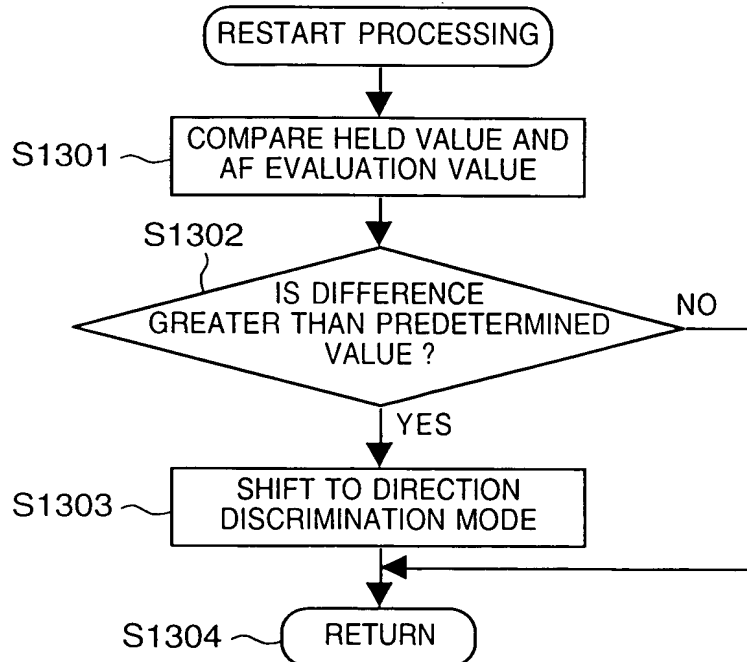 RESTART PROCESSING
S1301
COMPARE HELD VALUE AND
AF EVALUATION VALUE
S1302
IS DIFFERENCE
GREATER THAN PREDETERMINED
VALUE ?
NO
YES
S1303
SHIFT TO DIRECTION
DISCRIMINATION MODE
S1304
RETURN